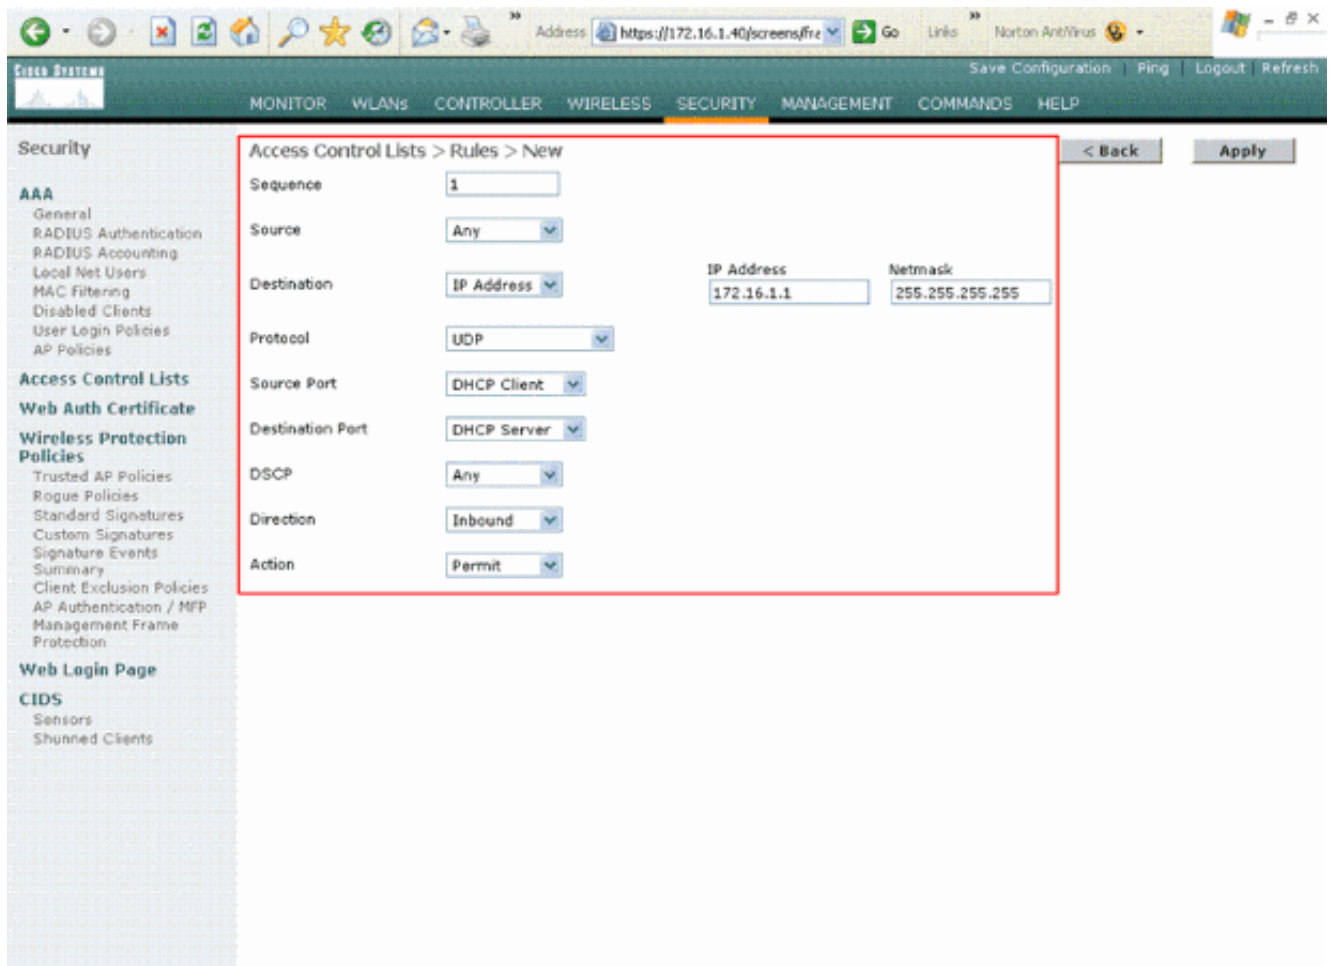 Address https://172.16.1.40/screens/fra Go Links Norton AntiVirus
CISCO SYSTEMS
Save Configuration Ping Logout Refresh
MONITOR WLANs CONTROLLER WIRELESS SECURITY MANAGEMENT COMMANDS HELP
Security
AAA
General
RADIUS Authentication
RADIUS Accounting
Local Net Users
MAC Filtering
Disabled Clients
User Login Policies
AP Policies
Access Control Lists
Web Auth Certificate
Wireless Protection
Policies
Trusted AP Policies
Rogue Policies
Standard Signatures
Custom Signatures
Signature Events
Summary
Client Exclusion Policies
AP Authentication / MFP
Management Frame
Protection
Web Login Page
CIDS
Sensors
Shunned Clients
Access Control Lists > Rules > New
< Back Apply
Sequence 1
Source Any
IP Address Netmask
Destination IP Address 172.16.1.1 255.255.255.255
Protocol UDP
Source Port DHCP Client
Destination Port DHCP Server
DSCP Any
Direction Inbound
Action Permit